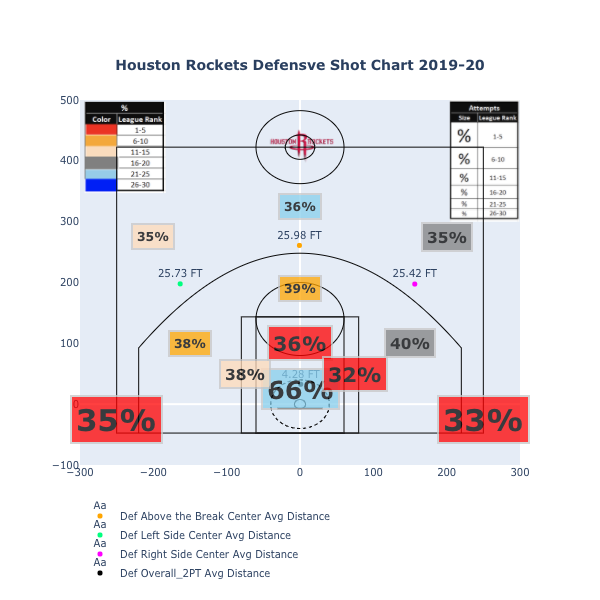 Houston Rockets Defensve Shot Chart 2019-20
%
Color League Rank
1-5
6-10
11-15
16-20
21-25
26-30
Attempts
Size League Rank
% 1-5
% 6-10
% 11-15
% 16-20
% 21-25
% 26-30
HOUSTON ROCKETS
500
400
300
200
100
0
−100
−300
−200
−100
0
100
200
300
36%
35%
25.98 FT
35%
25.73 FT
25.42 FT
39%
38%
36%
40%
38%
4.28 FT
32%
66%
35%
33%
Aa
Def Above the Break Center Avg Distance
Aa
Def Left Side Center Avg Distance
Aa
Def Right Side Center Avg Distance
Aa
Def Overall_2PT Avg Distance